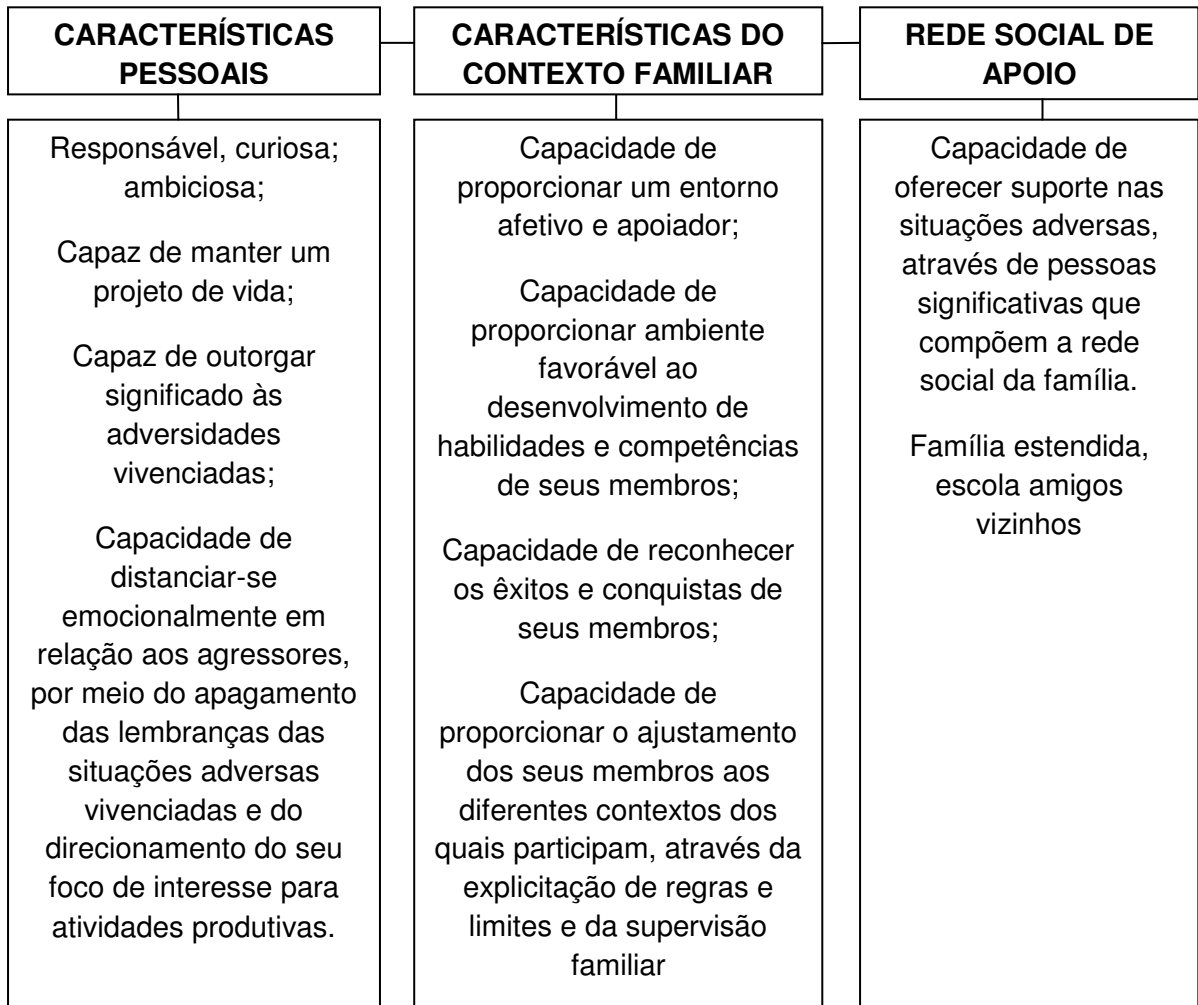 CARACTERÍSTICAS
PESSOAIS
Responsável, curiosa;
ambiciosa;
Capaz de manter um
projeto de vida;
Capaz de outorgar
significado às
adversidades
vivenciadas;
Capacidade de
distanciar-se
emocionalmente em
relação aos agressores,
por meio do apagamento
das lembranças das
situações adversas
vivenciadas e do
direcionamento do seu
foco de interesse para
atividades produtivas.
CARACTERÍSTICAS DO
CONTEXTO FAMILIAR
Capacidade de
proporcionar um entorno
afetivo e apoiador;
Capacidade de
proporcionar ambiente
favorável ao
desenvolvimento de
habilidades e competências
de seus membros;
Capacidade de reconhecer
os êxitos e conquistas de
seus membros;
Capacidade de
proporcionar o ajustamento
dos seus membros aos
diferentes contextos dos
quais participam, através da
explicitação de regras e
limites e da supervisão
familiar
REDE SOCIAL DE
APOIO
Capacidade de
oferecer suporte nas
situações adversas,
através de pessoas
significativas que
compõem a rede
social da família.
Família estendida,
escola amigos
vizinhos